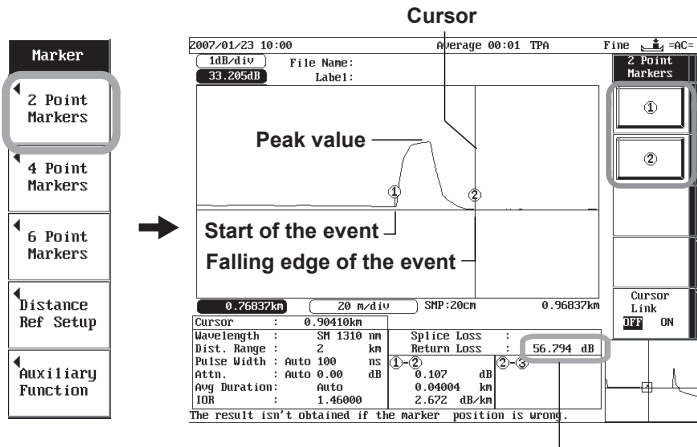 Cursor
Marker
2 Point
Markers
4 Point
Markers
6 Point
Markers
Distance
Ref Setup
Auxiliary
Function
2007/01/23 10:00 Average 00:01 TPA Fine =AC=
1dB/div File Name:
33.205dB Label:
2 Point
Markers
①
②
Peak value
① ②
Start of the event
Falling edge of the event
Cursor
Link
OFF ON
0.76837km 20 m/div SMP:20cm 0.96837km
Cursor : 0.90410km
Wavelength : SM 1310 nm Splice Loss :
Dist. Range : 2 km Return Loss : 56.794 dB
Pulse Width : Auto 100 ns ①-② ②-③
Attn. : Auto 0.00 dB 0.107 dB
Avg Duration: Auto 0.04004 km
IOR : 1.46000 2.672 dB/km
The result isn't obtained if the marker position is wrong.